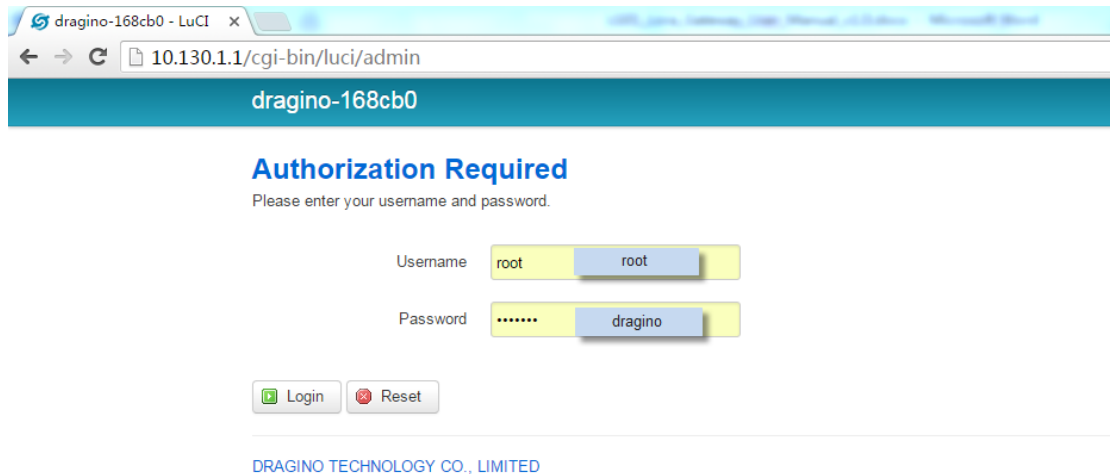 dragino-168cb0 - LuCI
10.130.1.1/cgi-bin/luci/admin
dragino-168cb0
Authorization Required
Please enter your username and password.
Username root root
Password ••••••• dragino
Login Reset
DRAGINO TECHNOLOGY CO., LIMITED